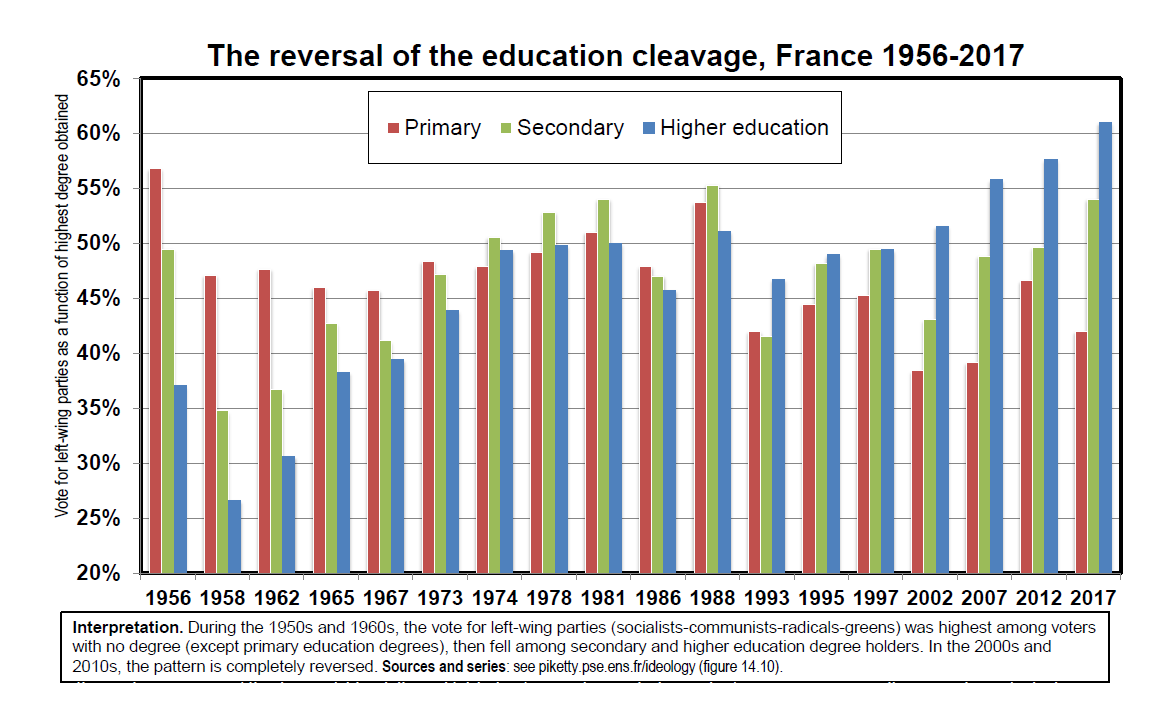 The reversal of the education cleavage, France 1956-2017
Vote for left-wing parties as a function of highest degree obtained
65%
60%
55%
50%
45%
40%
35%
30%
25%
20%
Primary Secondary Higher education
1956 1958 1962 1965 1967 1973 1974 1978 1981 1986 1988 1993 1995 1997 2002 2007 2012 2017
Interpretation. During the 1950s and 1960s, the vote for left-wing parties (socialists-communists-radicals-greens) was highest among voters
with no degree (except primary education degrees), then fell among secondary and higher education degree holders. In the 2000s and
2010s, the pattern is completely reversed. Sources and series: see piketty.pse.ens.fr/ideology (figure 14.10).